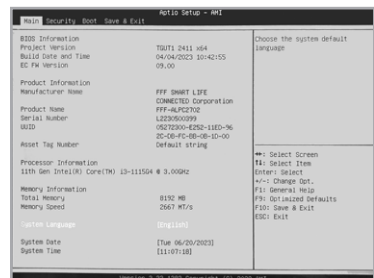 Aptio Setup - AMI
Main Security Boot Save & Exit
BIOS Information
Project Version TGUT1 2411 x64
Build Date and Time 04/04/2023 10:42:55
EC FW Version 09.00
Product Information
Manufacturer Name FFF SMART LIFE
CONNECTED Corporation
Product Name FFF-ALPC2702
Serial Number L2230500399
UUID 05272300-E252-11ED-96
2C-DB-FC-BB-0B-1D-00
Asset Tag Number Default string
Processor Information
11th Gen Intel(R) Core(TM) i3-1115G4 @ 3.00GHz
Memory Information
Total Memory 8192 MB
Memory Speed 2667 MT/s
System Language [English]
System Date [Tue 06/20/2023]
System Time [11:07:18]
Choose the system default
language
↔: Select Screen
↕: Select Item
Enter: Select
+/-: Change Opt.
F1: General Help
F9: Optimized Defaults
F10: Save & Exit
ESC: Exit